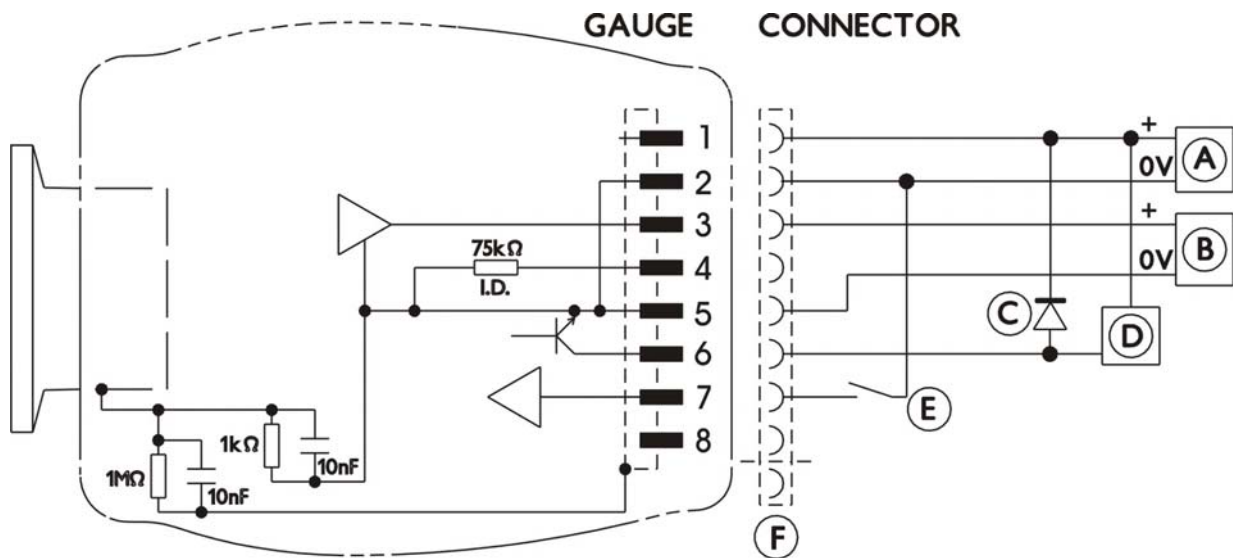 GAUGE CONNECTOR
1
+
A
2
0V
3
+
75kΩ
B
4
0V
I.D.
5
C
D
6
7
E
1kΩ
8
10nF
1MΩ
10nF
F